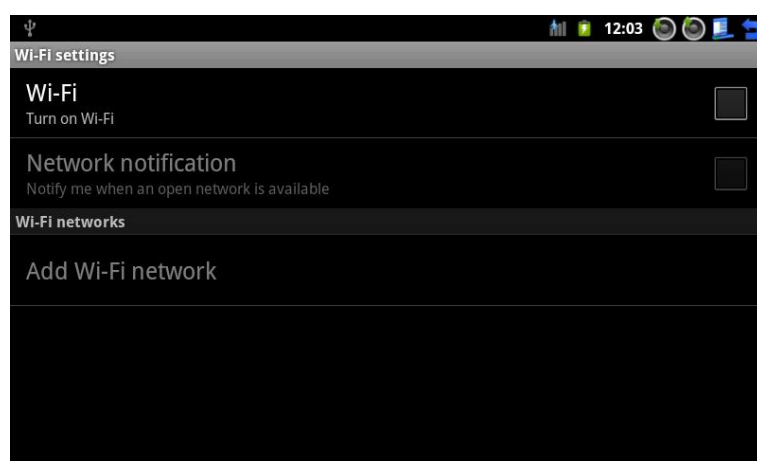 12:03
Wi-Fi settings
Wi-Fi
Turn on Wi-Fi
Network notification
Notify me when an open network is available
Wi-Fi networks
Add Wi-Fi network